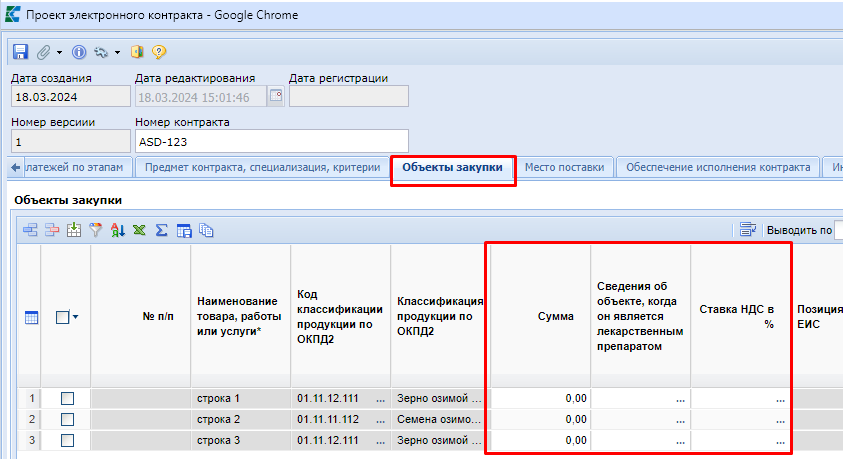 Проект электронного контракта - Google Chrome
Дата создания Дата редактирования Дата регистрации
18.03.2024 18.03.2024 15:01:46
Номер версиии Номер контракта
1 ASD-123
латежей по этапам Предмет контракта, специализация, критерии Объекты закупки Место поставки Обеспечение исполнения контракта Ин
Объекты закупки
Выводить по
№ п/п
Наименование товара, работы или услуги*
Код классификации продукции по ОКПД2
Классификация продукции по ОКПД2
Сумма
Сведения об объекте, когда он является лекарственным препаратом
Ставка НДС в %
Позиция ЕИС
1 строка 1 01.11.12.111 ... Зерно озимой ... 0,00 ... ...
2 строка 2 01.11.11.112 ... Семена озимо... 0,00 ... ...
3 строка 3 01.11.12.111 ... Зерно озимой ... 0,00 ... ...